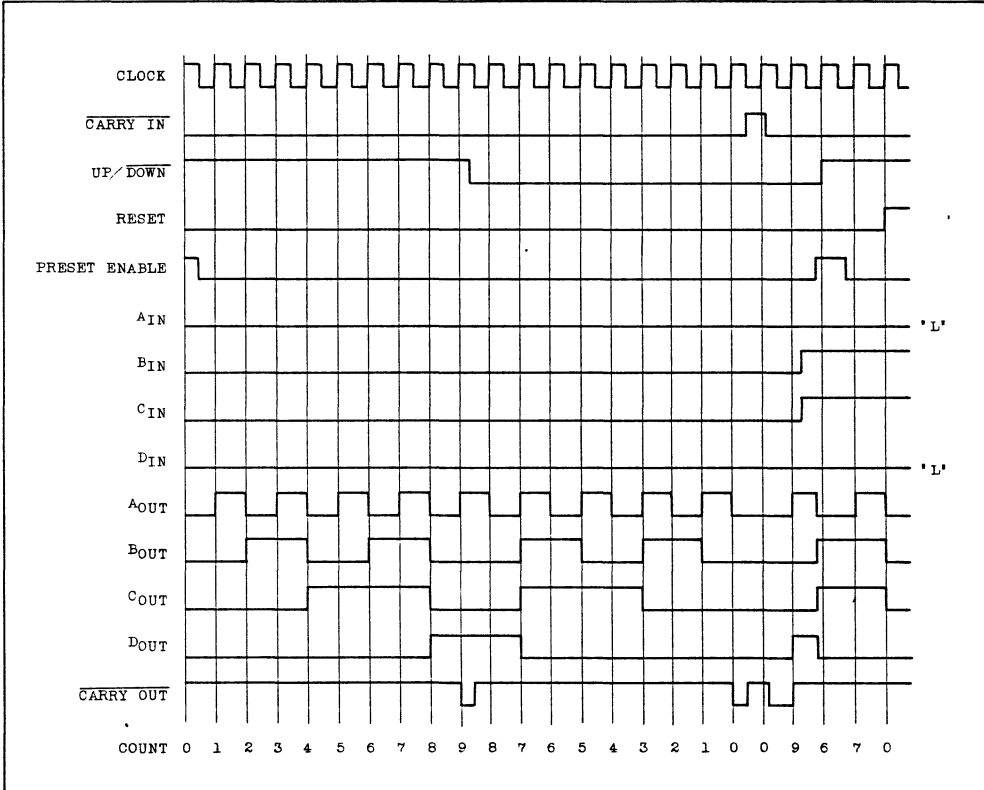 CLOCK
CARRY IN
UP/DOWN
RESET
PRESET ENABLE
AIN
'L'
BIN
CIN
DIN
'L'
AOUT
BOUT
COUT
DOUT
CARRY OUT
COUNT 0 1 2 3 4 5 6 7 8 9 8 7 6 5 4 3 2 1 0 0 9 6 7 0